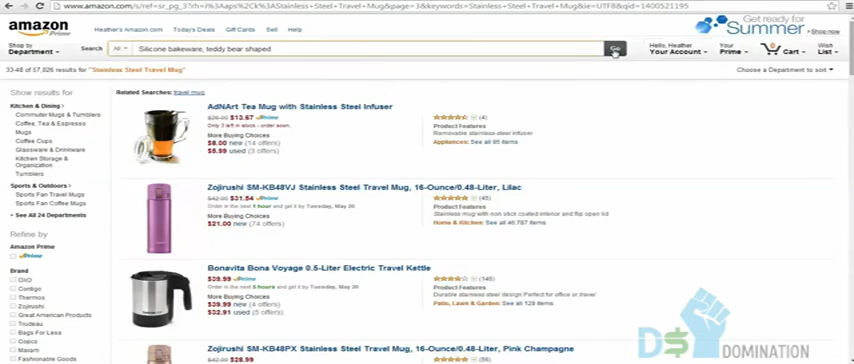 www.amazon.com/s/ref=sr_pg_3?rh=i%3Aaps%2Ck%3AStainless+Steel+Travel+Mug&page=3&keywords=Stainless+Steel+Travel+Mug&ie=UTF8&qid=1400521195
amazon
Prime
Heather's Amazon.com Today's Deals Gift Cards Sell Help
Get ready for
Summer
Shop now
Shop by
Department
Search All Silicone bakeware, teddy bear shaped Go
Hello, Heather
Your Account
Your
Prime
0
Cart
Wish
List
33-48 of 57,026 results for "Stainless Steel Travel Mug"
Choose a Department to sort
Show results for
Kitchen & Dining
Commuter Mugs & Tumblers
Coffee, Tea & Espresso
Mugs
Coffee Cups
Glassware & Drinkware
Kitchen Storage &
Organization
Tumblers
Sports & Outdoors
Sports Fan Travel Mugs
Sports Fan Coffee Mugs
See All 24 Departments
Refine by
Amazon Prime
Prime
Brand
OXO
Contigo
Thermos
Zojirushi
Great American Products
Trudeau
Bags For Less
Copco
Maxam
Fashionable Goods
Related Searches: travel mug.
AdNArt Tea Mug with Stainless Steel Infuser
$26.00 $13.67 Prime
Only 3 left in stock - order soon.
More Buying Choices
$8.00 new (14 offers)
$5.99 used (3 offers)
(4)
Product Features
Removable stainless-steel infuser
Appliances: See all 95 items
Zojirushi SM-KB48VJ Stainless Steel Travel Mug, 16-Ounce/0.48-Liter, Lilac
$42.00 $31.54 Prime
Order in the next 1 hour and get it by Tuesday, May 20
More Buying Choices
$21.00 new (74 offers)
(45)
Product Features
Stainless mug with non stick coated interior and flip open lid
Home & Kitchen: See all 46,787 items
Bonavita Bona Voyage 0.5-Liter Electric Travel Kettle
$39.99 Prime
Order in the next 5 hours and get it by Tuesday, May 20
More Buying Choices
$39.99 new (4 offers)
$32.91 used (5 offers)
(146)
Product Features
Durable stainless steel design Perfect for office or travel
Patio, Lawn & Garden: See all 128 items
Zojirushi SM-KB48PX Stainless Steel Travel Mug, 16-Ounce/0.48-Liter, Pink Champagne
$42.00 $28.99 Prime
(56)
D$
DOMINATION